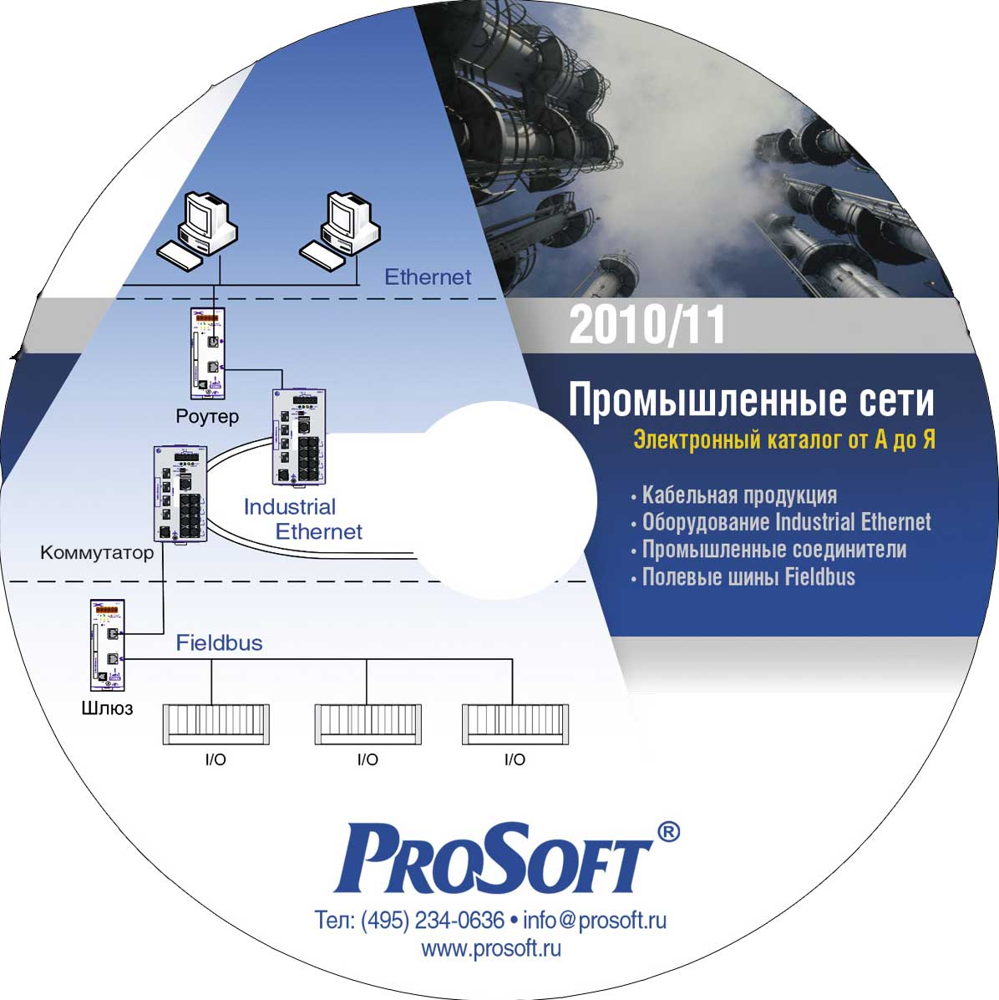 Ethernet
2010/11
Роутер
Промышленные сети
Электронный каталог от А до Я
Industrial
Ethernet
• Кабельная продукция
• Оборудование Industrial Ethernet
• Промышленные соединители
• Полевые шины Fieldbus
Коммутатор
Fieldbus
Шлюз
I/O
I/O
I/O
PROSOFT®
Тел: (495) 234-0636 • info@prosoft.ru
www.prosoft.ru